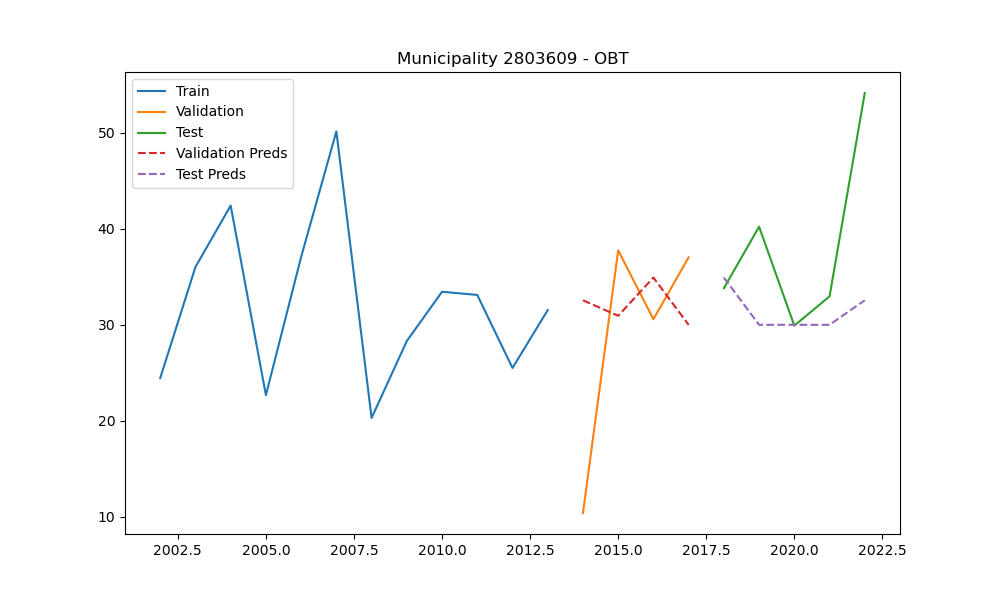 Municipality 2803609 - OBT
Train
Validation
Test
Validation Preds
Test Preds
50
40
30
20
10
2002.5 2005.0 2007.5 2010.0 2012.5 2015.0 2017.5 2020.0 2022.5